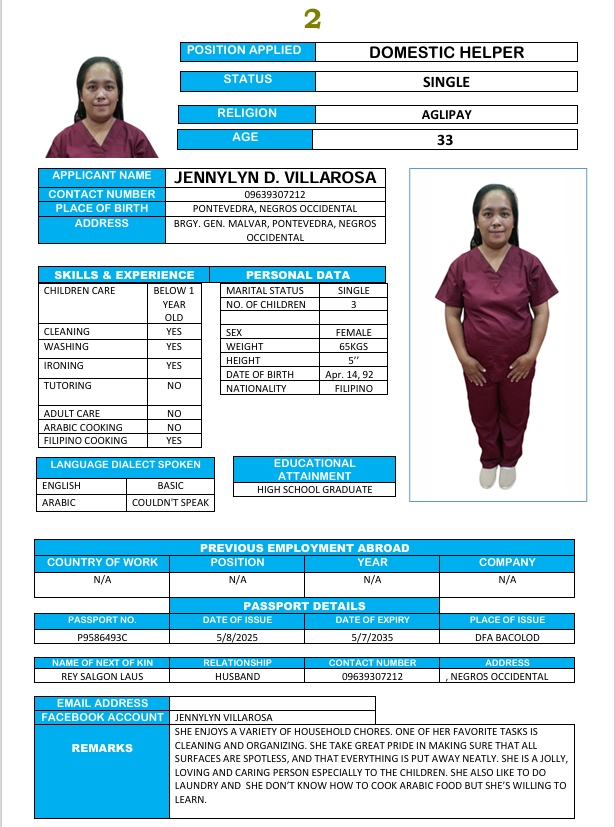 2
POSITION APPLIED DOMESTIC HELPER
STATUS SINGLE
RELIGION AGLIPAY
AGE 33
APPLICANT NAME JENNYLYN D. VILLAROSA
CONTACT NUMBER 09639307212
PLACE OF BIRTH PONTEVEDRA, NEGROS OCCIDENTAL
ADDRESS BRGY. GEN. MALVAR, PONTEVEDRA, NEGROS
OCCIDENTAL
SKILLS & EXPERIENCE
CHILDREN CARE BELOW 1
YEAR
OLD
CLEANING YES
WASHING YES
IRONING YES
TUTORING NO
ADULT CARE NO
ARABIC COOKING NO
FILIPINO COOKING YES
PERSONAL DATA
MARITAL STATUS SINGLE
NO. OF CHILDREN 3
SEX FEMALE
WEIGHT 65KGS
HEIGHT 5’’
DATE OF BIRTH Apr. 14, 92
NATIONALITY FILIPINO
LANGUAGE DIALECT SPOKEN
ENGLISH BASIC
ARABIC COULDN'T SPEAK
EDUCATIONAL
ATTAINMENT
HIGH SCHOOL GRADUATE
PREVIOUS EMPLOYMENT ABROAD
COUNTRY OF WORK POSITION YEAR COMPANY
N/A N/A N/A N/A
PASSPORT DETAILS
PASSPORT NO. DATE OF ISSUE DATE OF EXPIRY PLACE OF ISSUE
P9586493C 5/8/2025 5/7/2035 DFA BACOLOD
NAME OF NEXT OF KIN RELATIONSHIP CONTACT NUMBER ADDRESS
REY SALGON LAUS HUSBAND 09639307212 , NEGROS OCCIDENTAL
EMAIL ADDRESS
FACEBOOK ACCOUNT JENNYLYN VILLAROSA
REMARKS
SHE ENJOYS A VARIETY OF HOUSEHOLD CHORES. ONE OF HER FAVORITE TASKS IS
CLEANING AND ORGANIZING. SHE TAKE GREAT PRIDE IN MAKING SURE THAT ALL
SURFACES ARE SPOTLESS, AND THAT EVERYTHING IS PUT AWAY NEATLY. SHE IS A JOLLY,
LOVING AND CARING PERSON ESPECIALLY TO THE CHILDREN. SHE ALSO LIKE TO DO
LAUNDRY AND SHE DON’T KNOW HOW TO COOK ARABIC FOOD BUT SHE’S WILLING TO
LEARN.